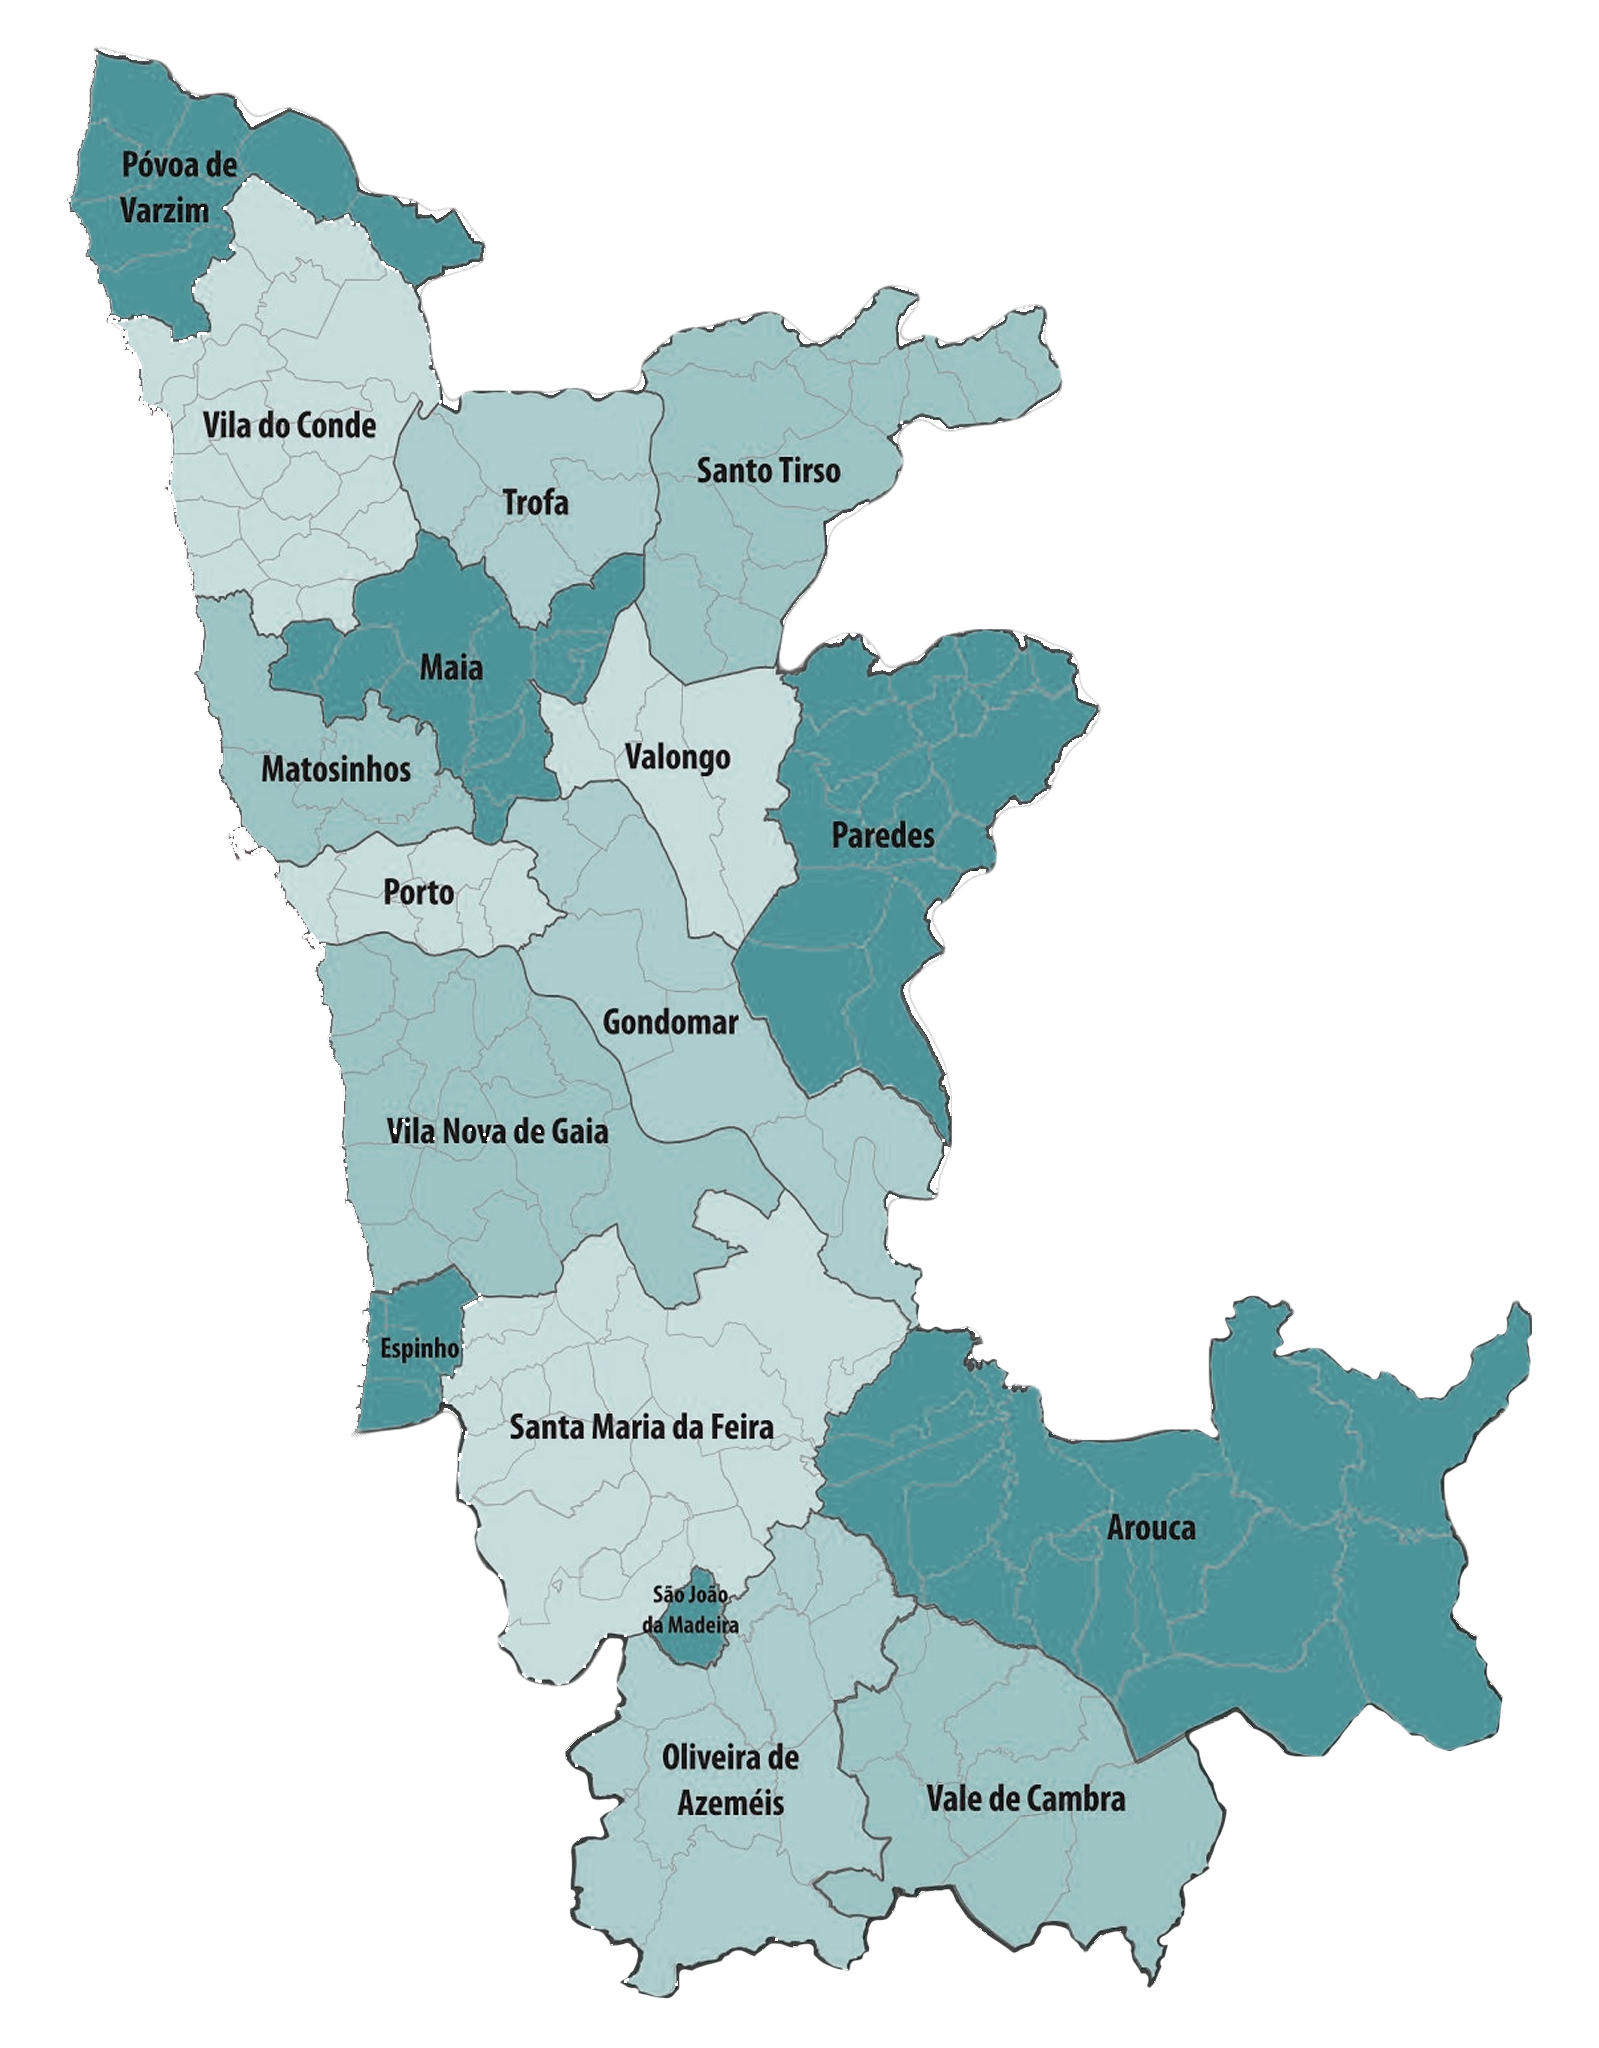 Póvoa de
Varzim
Vila do Conde
Santo Tirso
Trofa
Maia
Valongo
Matosinhos
Paredes
Porto
Gondomar
Vila Nova de Gaia
Espinho
Santa Maria da Feira
Arouca
São João
da Madeira
Oliveira de
Azeméis
Vale de Cambra